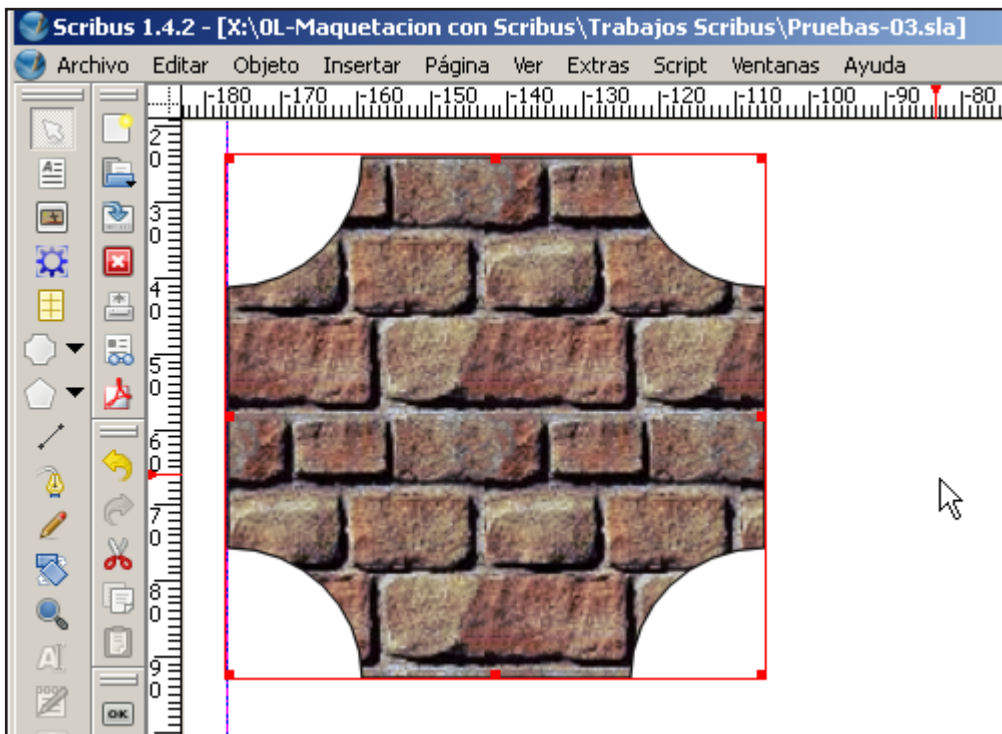 Scribus 1.4.2 - [X:\0L-Maquetacion con Scribus\Trabajos Scribus\Pruebas-03.sla]
Archivo Editar Objeto Insertar Página Ver Extras Script Ventanas Ayuda
-180 -170 -160 -150 -140 -130 -120 -110 -100 -90 -80
20
30
40
50
60
70
80
90
OK